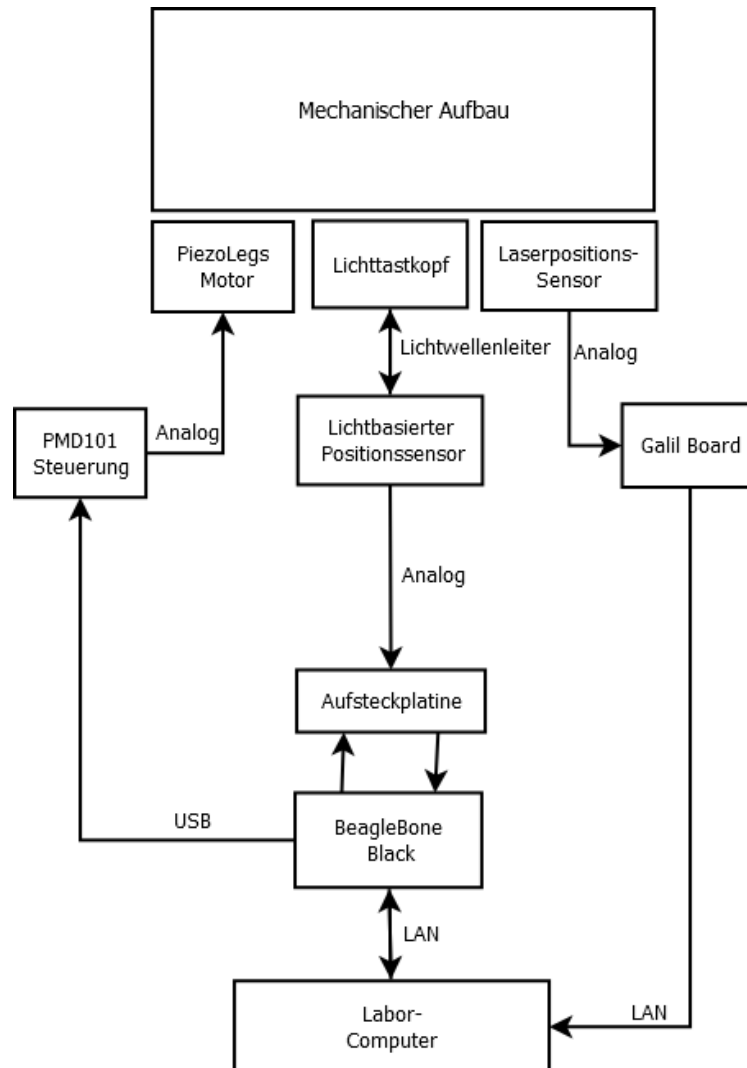 Mechanischer Aufbau
PiezoLegs
Motor
Lichttastkopf
Laserpositions-
Sensor
Lichtwellenleiter
Analog
PMD101
Steuerung
Analog
Lichtbasierter
Positionssensor
Galil Board
Analog
Aufsteckplatine
USB
BeagleBone
Black
LAN
Labor-
Computer
LAN